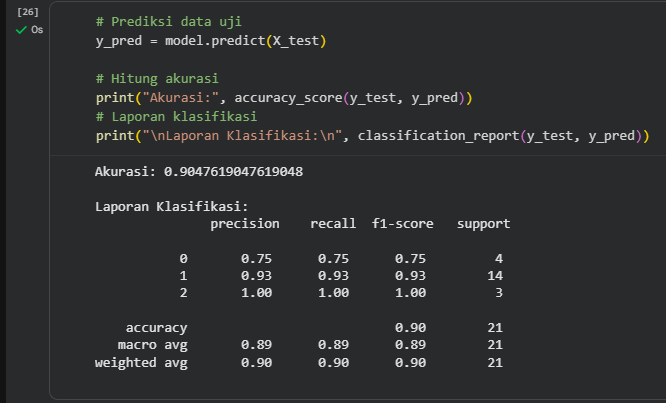 [26]
0s
# Prediksi data uji
y_pred = model.predict(X_test)
# Hitung akurasi
print("Akurasi:", accuracy_score(y_test, y_pred))
# Laporan klasifikasi
print("\nLaporan Klasifikasi:\n", classification_report(y_test, y_pred))
Akurasi: 0.9047619047619048
Laporan Klasifikasi:
precision recall f1-score support
0 0.75 0.75 0.75 4
1 0.93 0.93 0.93 14
2 1.00 1.00 1.00 3
accuracy 0.90 21
macro avg 0.89 0.89 0.89 21
weighted avg 0.90 0.90 0.90 21